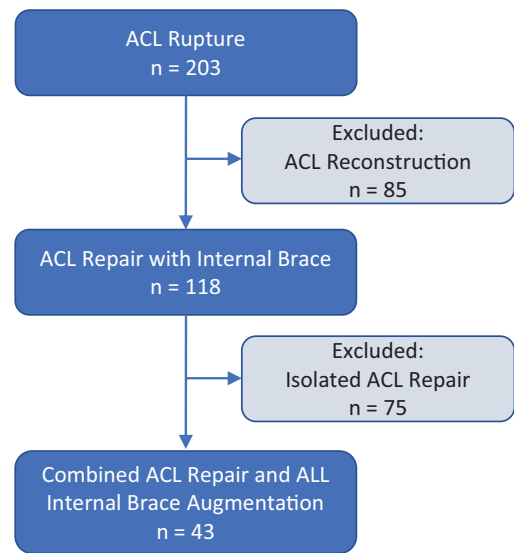 ACL Rupture
n = 203
Excluded:
ACL Reconstruction
n = 85
ACL Repair with Internal Brace
n = 118
Excluded:
Isolated ACL Repair
n = 75
Combined ACL Repair and ALL
Internal Brace Augmentation
n = 43